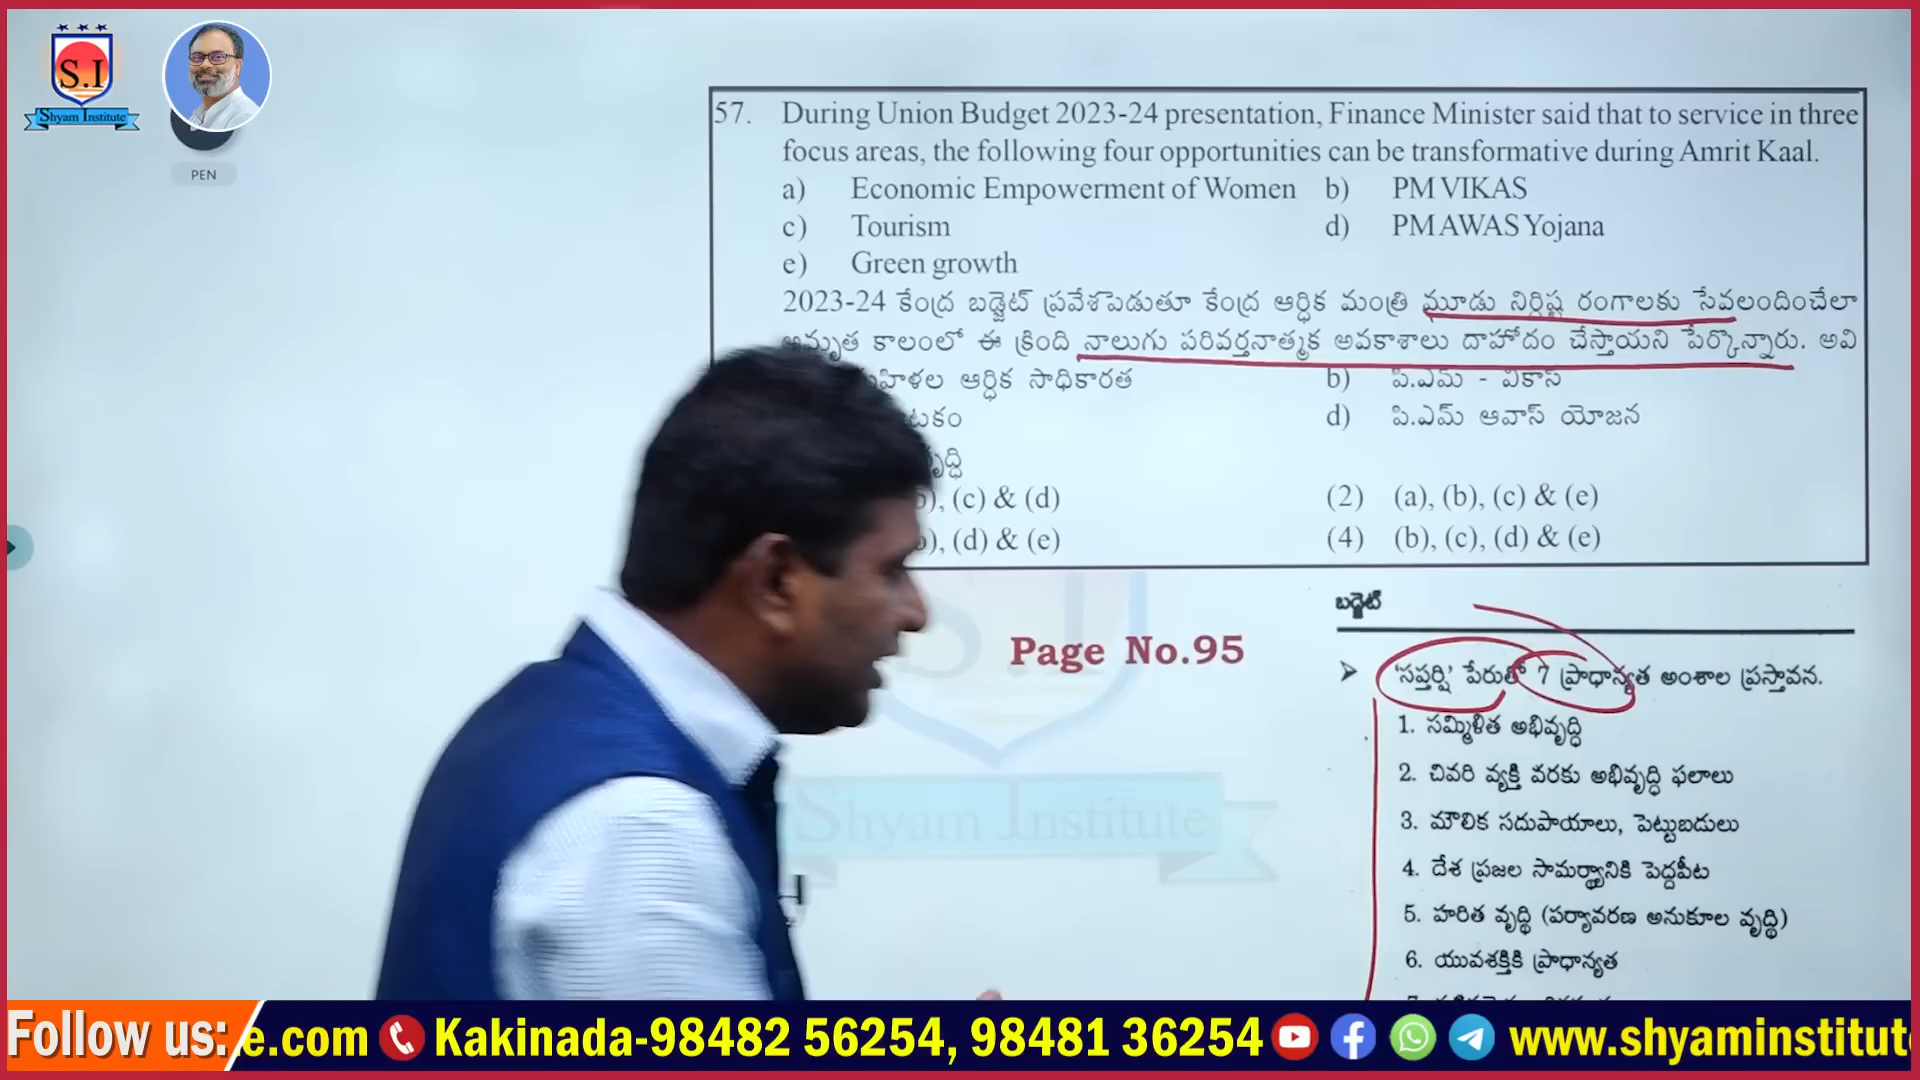 S.I
Shyam Institute
PEN
57. During Union Budget 2023-24 presentation, Finance Minister said that to service in three
focus areas, the following four opportunities can be transformative during Amrit Kaal.
a) Economic Empowerment of Women b) PM VIKAS
c) Tourism d) PM AWAS Yojana
e) Green growth
2023-24 కేంద్ర బడ్జెట్ ప్రవేశపెడుతూ కేంద్ర ఆర్థిక మంత్రి మూడు నిర్దిష్ట రంగాలకు సేవలందించేలా
అమృత కాలంలో ఈ క్రింది నాలుగు పరివర్తనాత్మక అవకాశాలు దాహోదం చేస్తాయని పేర్కొన్నారు. అవి
ఆర్థిక సాధికారత b) పి.ఎమ్ - వికాస్
d) పి.ఎమ్ ఆవాస్ యోజన
, (c) & (d) (2) (a), (b), (c) & (e)
, (d) & (e) (4) (b), (c), (d) & (e)
బడ్జెట్
Page No.95
➤ 'సప్తర్షి' పేరుతో 7 ప్రాధాన్యత అంశాల ప్రస్తావన.
1. సమ్మిళిత అభివృద్ధి
2. చివరి వ్యక్తి వరకు అభివృద్ధి ఫలాలు
3. మౌలిక సదుపాయాలు, పెట్టుబడులు
4. దేశ ప్రజల సామర్థ్యానికి పెద్దపీట
5. హరిత వృద్ధి (పర్యావరణ అనుకూల వృద్ధి)
6. యువశక్తికి ప్రాధాన్యత
S.I
Shyam Institute
Follow us: e.com Kakinada-98482 56254, 98481 36254 www.shyaminstitut